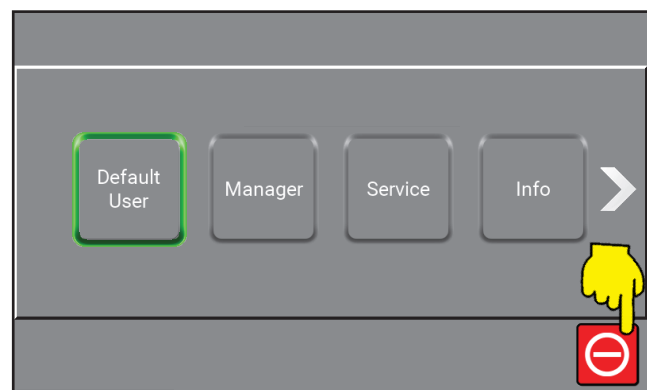 Default
User
Manager
Service
Info